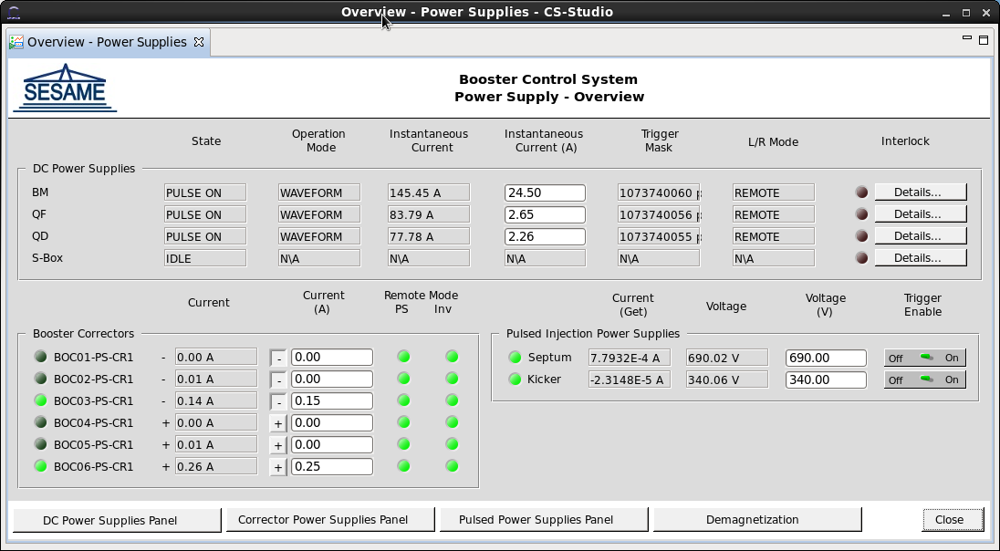 Overview - Power Supplies - CS-Studio
Overview - Power Supplies
SESAME
Booster Control System
Power Supply - Overview
State Operation Mode Instantaneous Current Instantaneous Current (A) Trigger Mask L/R Mode Interlock
DC Power Supplies
BM PULSE ON WAVEFORM 145.45 A 24.50 1073740060 REMOTE Details...
QF PULSE ON WAVEFORM 83.79 A 2.65 1073740056 REMOTE Details...
QD PULSE ON WAVEFORM 77.78 A 2.26 1073740055 REMOTE Details...
S-Box IDLE N\A N\A N\A N\A N\A Details...
Current Current (A) Remote Mode PS Inv
Booster Correctors
BOC01-PS-CR1 - 0.00 A - 0.00
BOC02-PS-CR1 - 0.01 A - 0.00
BOC03-PS-CR1 - 0.14 A - 0.15
BOC04-PS-CR1 + 0.00 A + 0.00
BOC05-PS-CR1 + 0.01 A + 0.00
BOC06-PS-CR1 + 0.26 A + 0.25
Current (Get) Voltage Voltage (V) Trigger Enable
Pulsed Injection Power Supplies
Septum 7.7932E-4 A 690.02 V 690.00 Off On
Kicker -2.3148E-5 A 340.06 V 340.00 Off On
DC Power Supplies Panel Corrector Power Supplies Panel Pulsed Power Supplies Panel Demagnetization Close